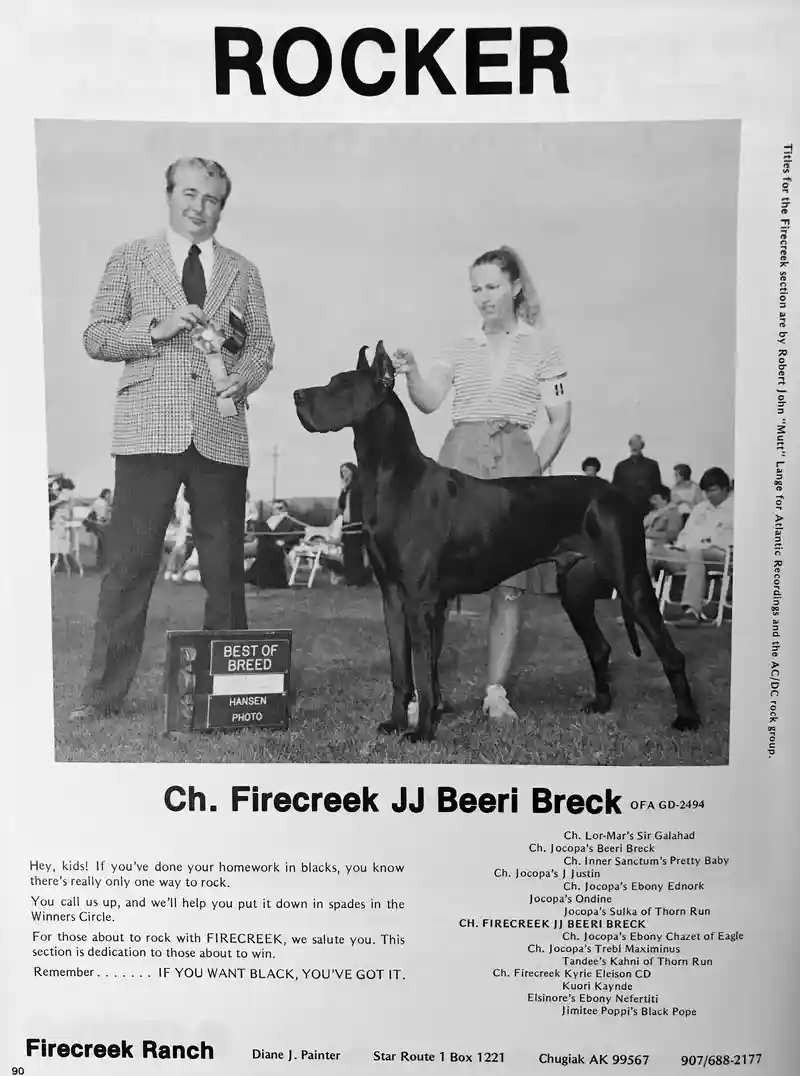 ROCKER
Titles for the Firecreek section are by Robert John "Mutt" Lange for Atlantic Recordings and the AC/DC rock group.
11
BEST OF
BREED
HANSEN
PHOTO
Ch. Firecreek JJ Beeri Breck OFA GD-2494
Hey, kids! If you've done your homework in blacks, you know
there's really only one way to rock.
You call us up, and we'll help you put it down in spades in the
Winners Circle.
For those about to rock with FIRECREEK, we salute you. This
section is dedication to those about to win.
Remember . . . . . . . IF YOU WANT BLACK, YOU'VE GOT IT.
Ch. Lor-Mar's Sir Galahad
Ch. Jocopa's Beeri Breck
Ch. Inner Sanctum's Pretty Baby
Ch. Jocopa's J Justin
Ch. Jocopa's Ebony Ednork
Jocopa's Ondine
Jocopa's Sulka of Thorn Run
CH. FIRECREEK JJ BEERI BRECK
Ch. Jocopa's Ebony Chazet of Eagle
Ch. Jocopa's Trebl Maximinus
Tandee's Kahni of Thorn Run
Ch. Firecreek Kyrie Eleison CD
Kuori Kaynde
Elsinore's Ebony Nefertiti
Jimitee Poppi's Black Pope
Firecreek Ranch Diane J. Painter Star Route 1 Box 1221 Chugiak AK 99567 907/688-2177
90